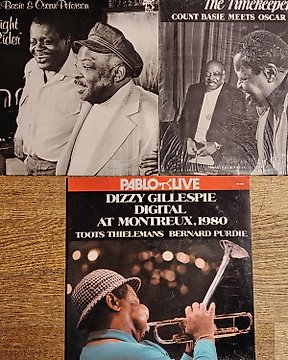 Basie & Oscar Peterson
ight
Rider"
The Timekeeper
COUNT BASIE MEETS OSCAR
PABLO LIVE
DIZZY GILLESPIE
DIGITAL
AT MONTREUX, 1980
TOOTS THIELEMANS BERNARD PURDIE